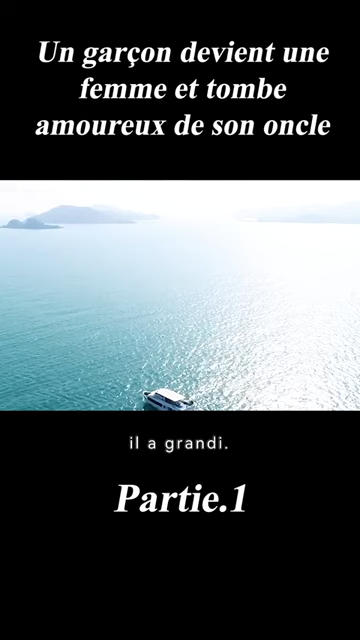 Un garçon devient une
femme et tombe
amoureux de son oncle
il a grandi.
Partie.1